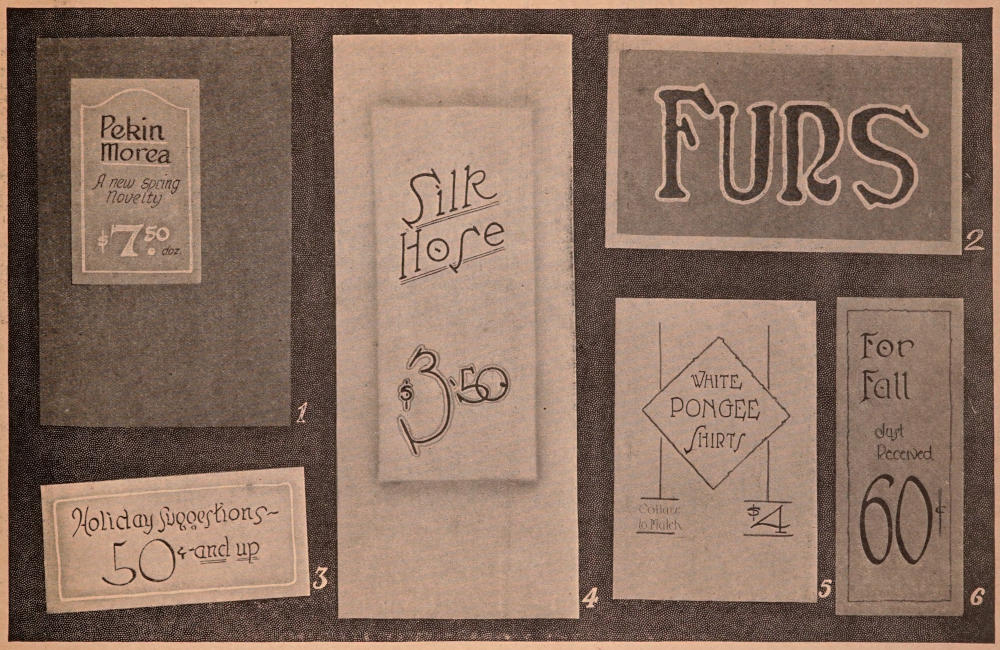 Pekin
Morea
A new spring
Novelty
$7.50
doz.
1
FURS
2
Holiday Suggestions~
50¢-and up
3
Silk
Hose
$3.50
4
WHITE
PONGEE
SHIRTS
Collars
to Match
$4
5
For
Fall
Just
Received
60¢
6